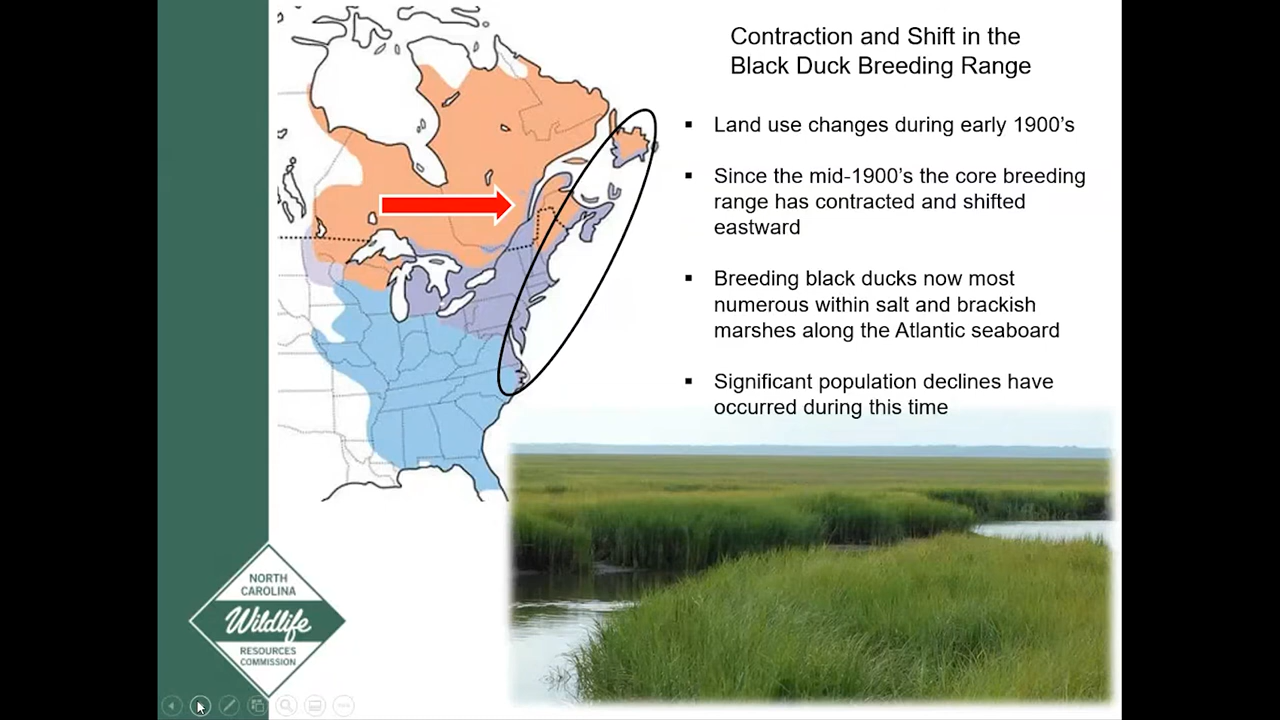 Contraction and Shift in the
Black Duck Breeding Range
▪ Land use changes during early 1900's
▪ Since the mid-1900's the core breeding
range has contracted and shifted
eastward
▪ Breeding black ducks now most
numerous within salt and brackish
marshes along the Atlantic seaboard
▪ Significant population declines have
occurred during this time
NORTH
CAROLINA
Wildlife
RESOURCES
COMMISSION